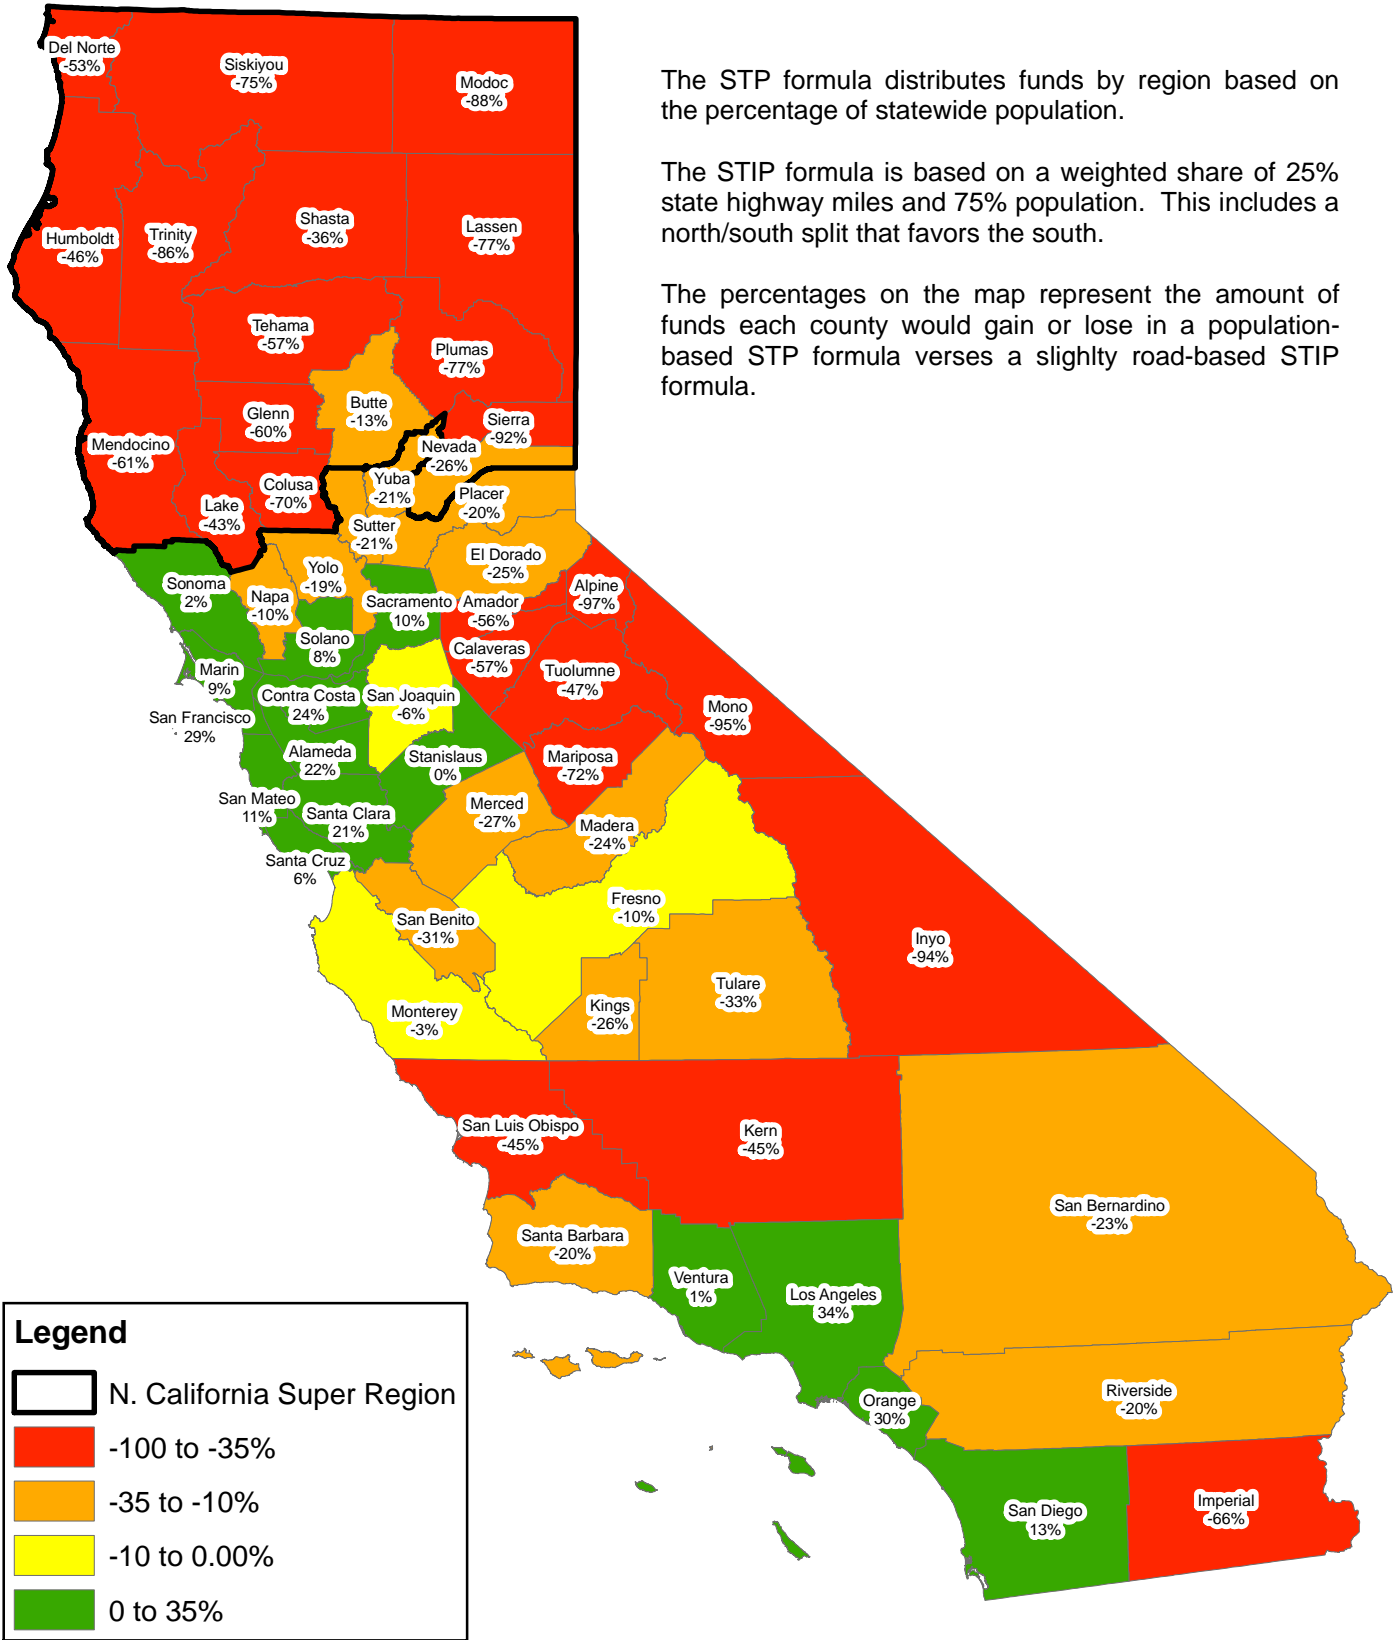 The STP formula distributes funds by region based on
the percentage of statewide population.
The STIP formula is based on a weighted share of 25%
state highway miles and 75% population. This includes a
north/south split that favors the south.
The percentages on the map represent the amount of
funds each county would gain or lose in a population-
based STP formula verses a slighlty road-based STIP
formula.
Del Norte
-53%
Siskiyou
-75%
Modoc
-88%
Humboldt
-46%
Trinity
-86%
Shasta
-36%
Lassen
-77%
Tehama
-57%
Plumas
-77%
Butte
-13%
Glenn
-60%
Sierra
-92%
Mendocino
-61%
Nevada
-26%
Colusa
-70%
Yuba
-21%
Placer
-20%
Lake
-43%
Sutter
-21%
El Dorado
-25%
Sonoma
2%
Napa
-10%
Yolo
-19%
Sacramento
10%
Amador
-56%
Alpine
-97%
Solano
8%
Calaveras
-57%
Tuolumne
-47%
Marin
9%
Contra Costa
24%
San Joaquin
-6%
Mono
-95%
San Francisco
29%
Alameda
22%
Stanislaus
0%
Mariposa
-72%
San Mateo
11%
Santa Clara
21%
Merced
-27%
Madera
-24%
Santa Cruz
6%
Fresno
-10%
San Benito
-31%
Inyo
-94%
Monterey
-3%
Kings
-26%
Tulare
-33%
San Luis Obispo
-45%
Kern
-45%
San Bernardino
-23%
Santa Barbara
-20%
Ventura
1%
Los Angeles
34%
Orange
30%
Riverside
-20%
San Diego
13%
Imperial
-66%
Legend
N. California Super Region
-100 to -35%
-35 to -10%
-10 to 0.00%
0 to 35%